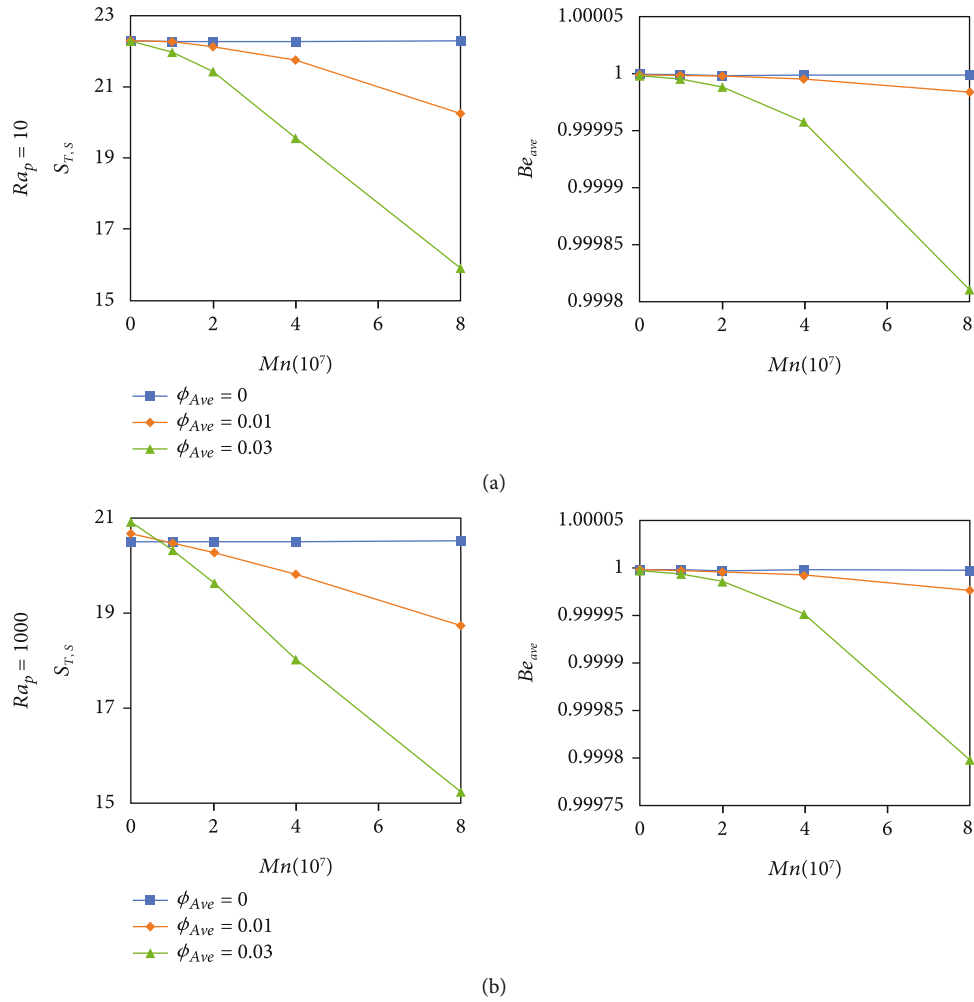 23
21
19
17
15
Ra_p = 10
S_{T,S}
0
2
4
6
8
Mn(10^7)
1.00005
1
0.99995
0.9999
0.99985
0.9998
Be_{ave}
0
2
4
6
8
Mn(10^7)
ϕ_{Ave} = 0
ϕ_{Ave} = 0.01
ϕ_{Ave} = 0.03
(a)
21
19
17
15
Ra_p = 1000
S_{T,S}
0
2
4
6
8
Mn(10^7)
1.00005
1
0.99995
0.9999
0.99985
0.9998
0.99975
Be_{ave}
0
2
4
6
8
Mn(10^7)
ϕ_{Ave} = 0
ϕ_{Ave} = 0.01
ϕ_{Ave} = 0.03
(b)